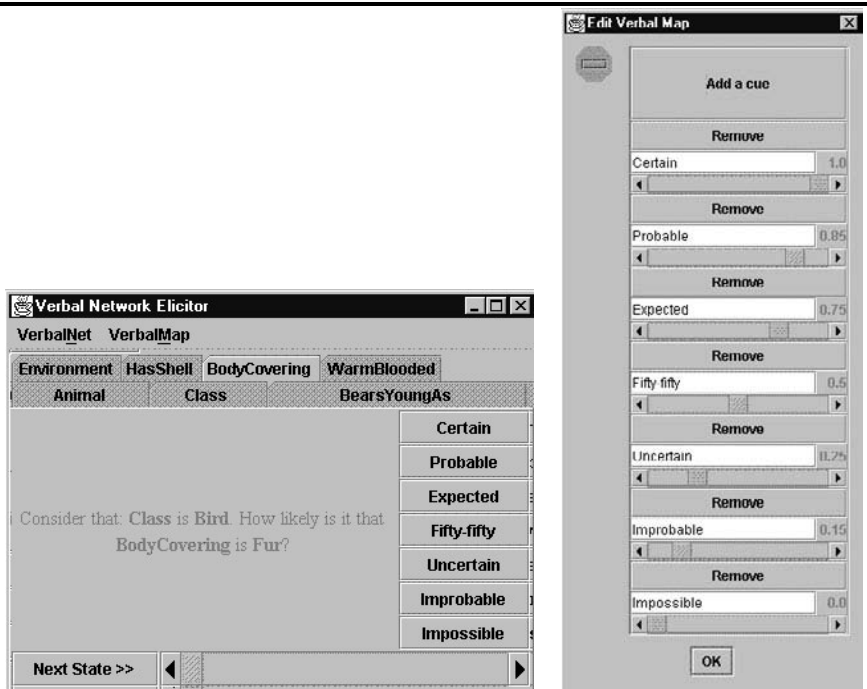 Verbal Network Elicitor
VerbalNet VerbalMap
Environment HasShell BodyCovering WarmBlooded
Animal Class BearsYoungAs
Consider that: Class is Bird. How likely is it that
BodyCovering is Fur?
Certain
Probable
Expected
Fifty-fifty
Uncertain
Improbable
Impossible
Next State >>
Edit Verbal Map
Add a cue
Remove
Certain 1.0
Remove
Probable 0.85
Remove
Expected 0.75
Remove
Fifty-fifty 0.5
Remove
Uncertain 0.25
Remove
Improbable 0.15
Remove
Impossible 0.0
OK